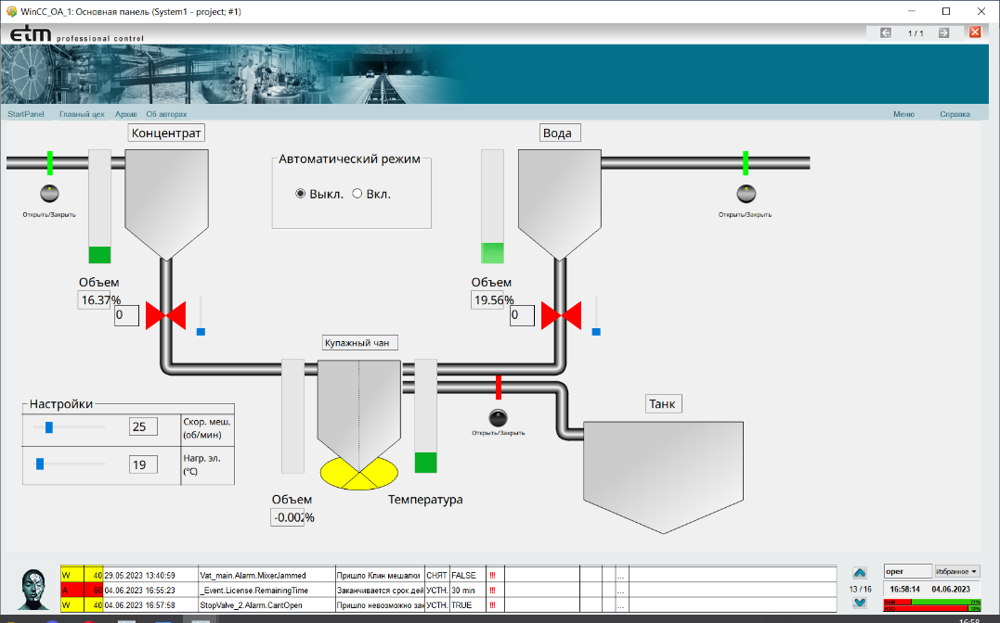 WinCC_OA_1: Основная панель (System1 - project; #1)
etm professional control
1 / 1
StartPanel Главный цех Архив Об авторах Меню Справка
Концентрат
Вода
Автоматический режим
Выкл. Вкл.
Открыть/Закрыть
Открыть/Закрыть
Объем
16.37%
0
Объем
19.56%
0
Купажный чан
Настройки
25 Скор. меш. (об/мин)
19 Нагр. эл. (ºC)
Открыть/Закрыть
Танк
Объем
-0.002%
Температура
W 40 29.05.2023 13:40:59 Vat_main.Alarm.MixerJammed Пришло Клин мешалки СНЯТ FALSE !!!
A 60 04.06.2023 16:55:23 _Event.License.RemainingTime Заканчивается срок дей УСТН. 30 min !!! ...
W 40 04.06.2023 16:57:58 StopValve_2.Alarm.CantOpen Пришло невозможно зак УСТН. TRUE !!! ...
13 / 16
oper Избранное
16:58:14 04.06.2023
71%
16:58